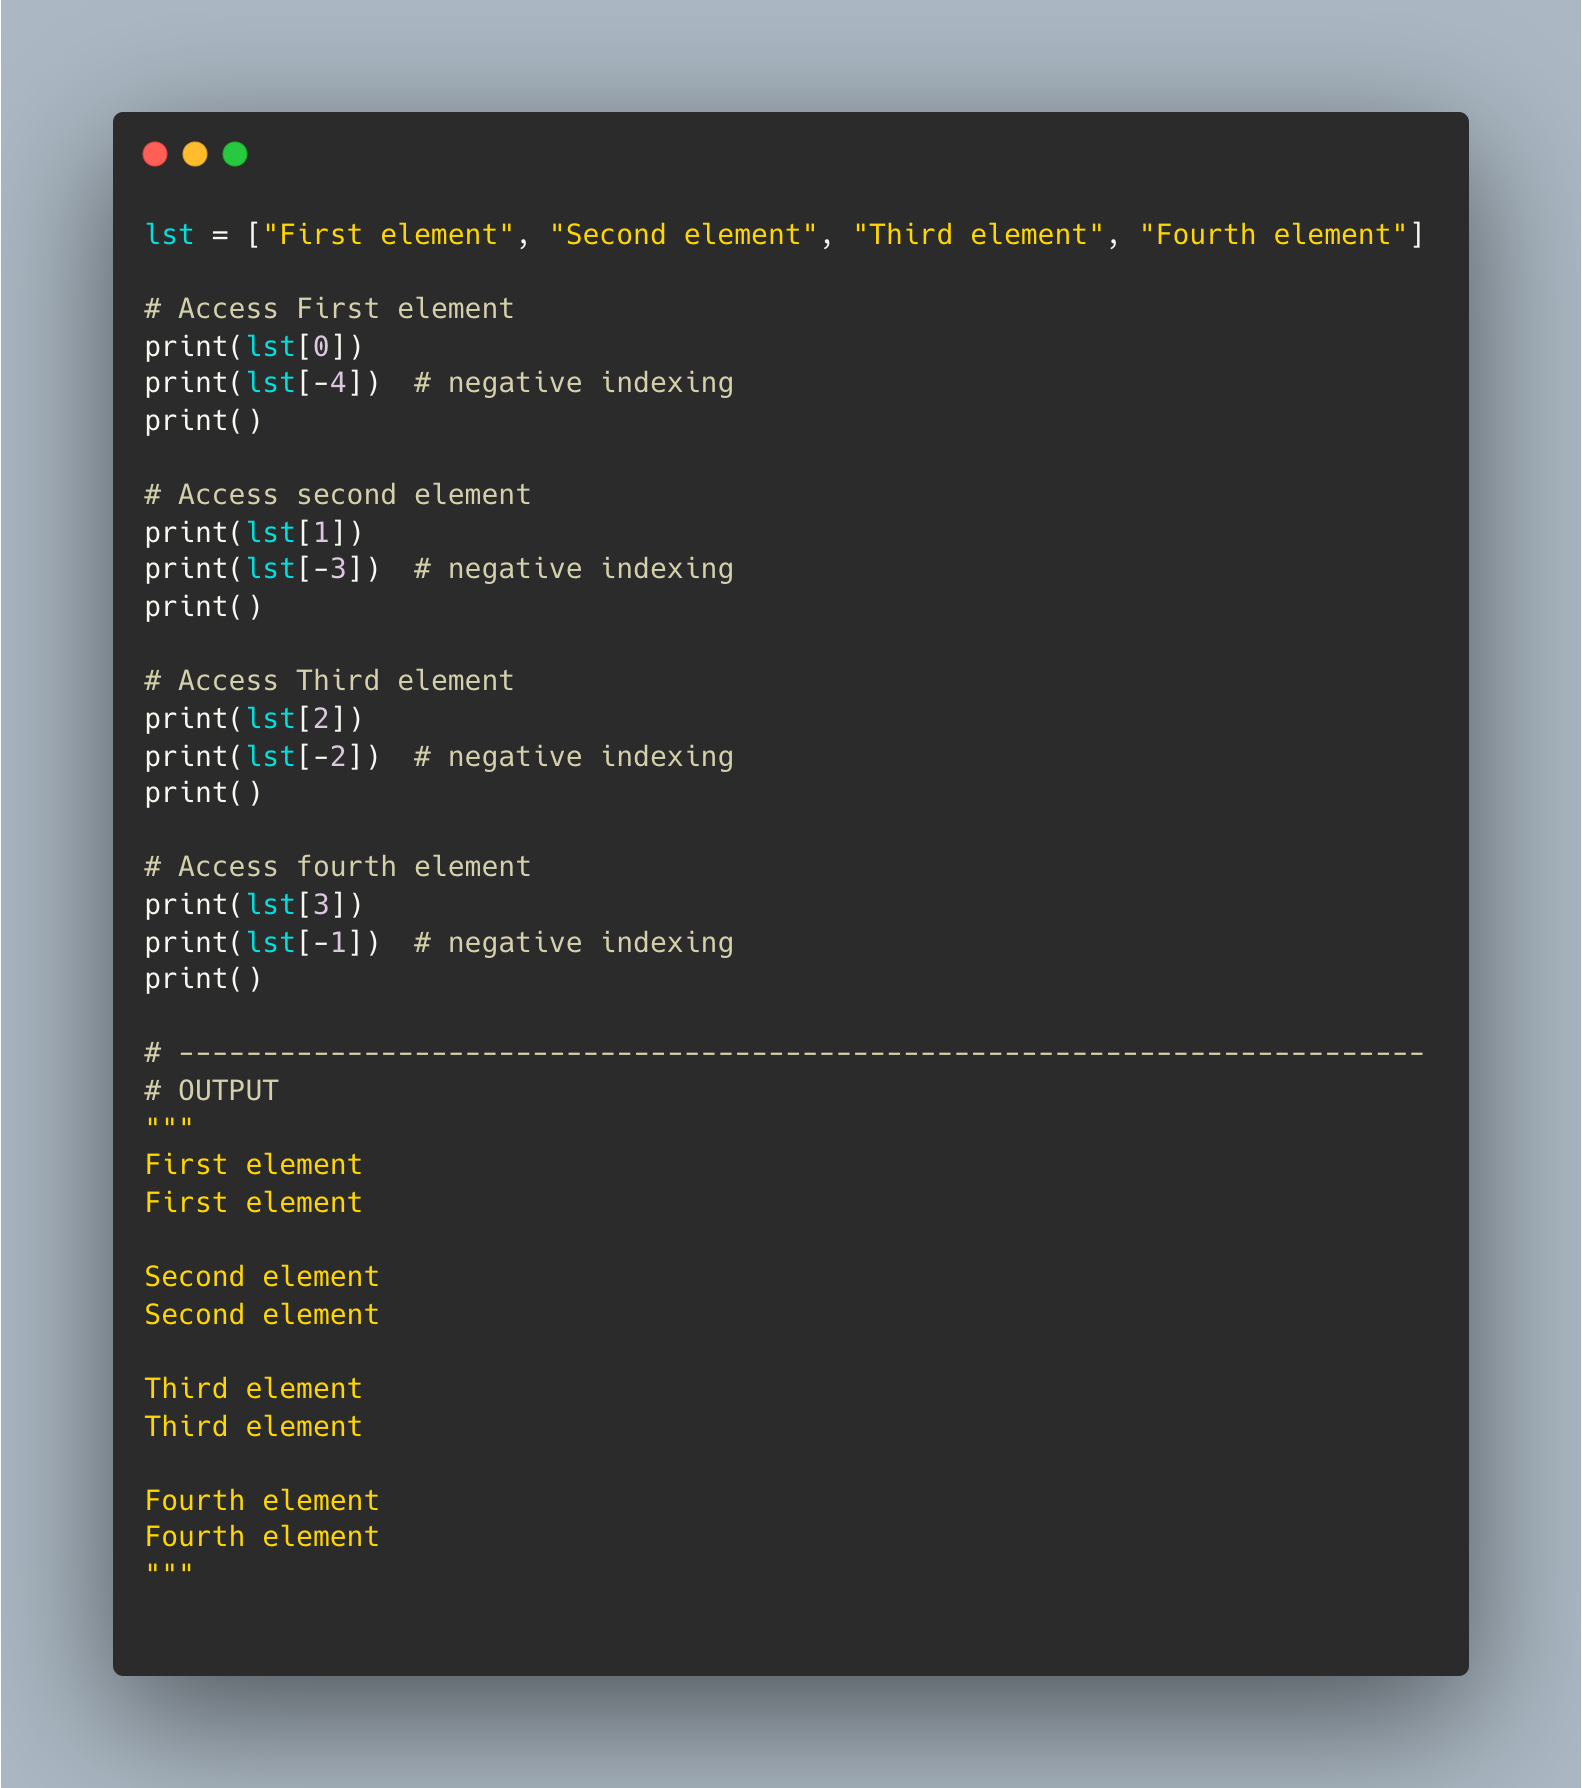 lst = ["First element", "Second element", "Third element", "Fourth element"]

# Access First element
print(lst[0])
print(lst[-4])  # negative indexing
print()

# Access second element
print(lst[1])
print(lst[-3])  # negative indexing
print()

# Access Third element
print(lst[2])
print(lst[-2])  # negative indexing
print()

# Access fourth element
print(lst[3])
print(lst[-1])  # negative indexing
print()

# --------------------------------------------------------------------------
# OUTPUT
"""
First element
First element

Second element
Second element

Third element
Third element

Fourth element
Fourth element
"""